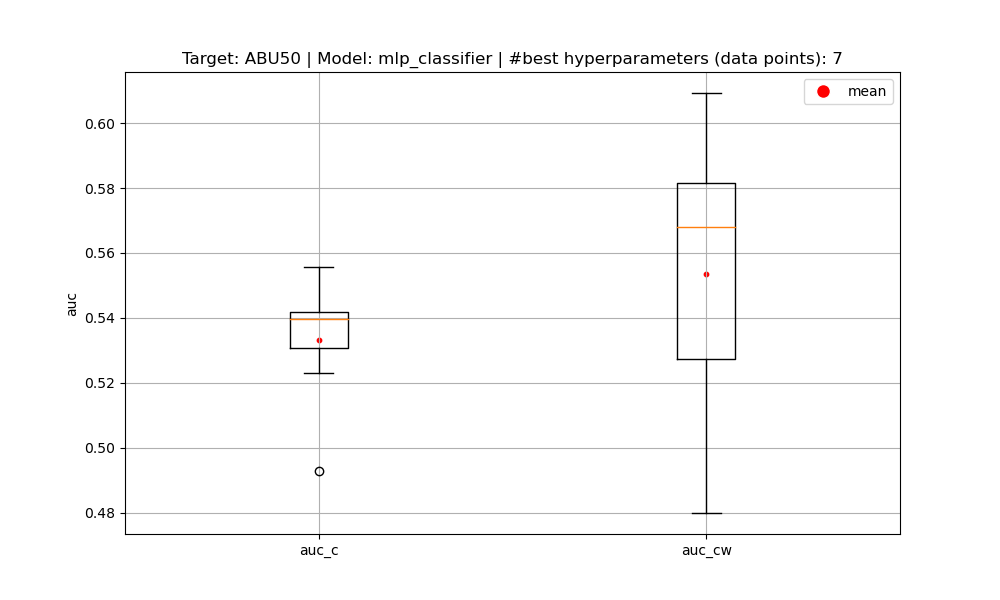 Target: ABU50 | Model: mlp_classifier | #best hyperparameters (data points): 7
mean
0.60
0.58
0.56
0.54
0.52
0.50
0.48
auc
auc_c
auc_cw